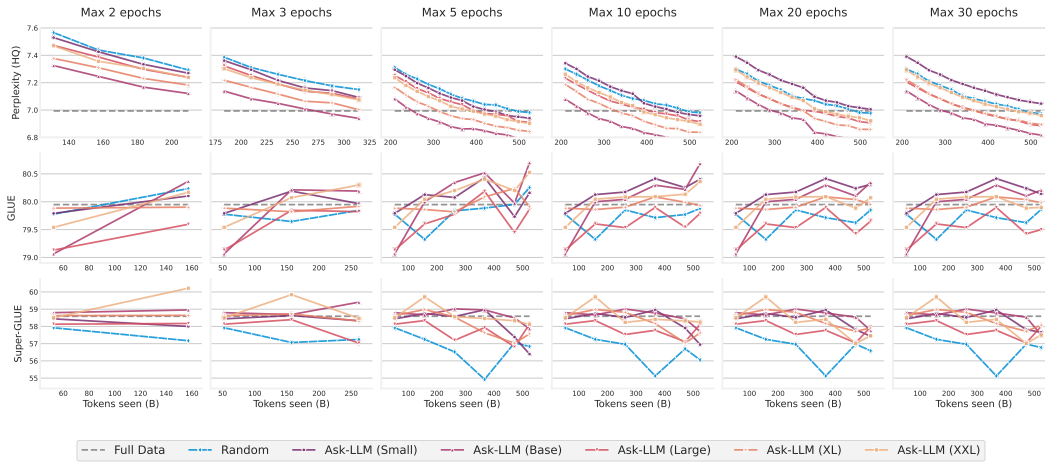 Max 2 epochs Max 3 epochs Max 5 epochs Max 10 epochs Max 20 epochs Max 30 epochs
Perplexity (HQ)
7.6
7.4
7.2
7.0
6.8
140 160 180 200 175 200 225 250 275 300 325 200 300 400 500 200 300 400 500 200 300 400 500 200 300 400 500
GLUE
80.5
80.0
79.5
79.0
60 80 100 120 140 160 50 100 150 200 250 100 200 300 400 500 100 200 300 400 500 100 200 300 400 500 100 200 300 400 500
Super-GLUE
60
59
58
57
56
55
60 80 100 120 140 160 50 100 150 200 250 100 200 300 400 500 100 200 300 400 500 100 200 300 400 500 100 200 300 400 500
Tokens seen (B) Tokens seen (B) Tokens seen (B) Tokens seen (B) Tokens seen (B) Tokens seen (B)
Full Data Random Ask-LLM (Small) Ask-LLM (Base) Ask-LLM (Large) Ask-LLM (XL) Ask-LLM (XXL)